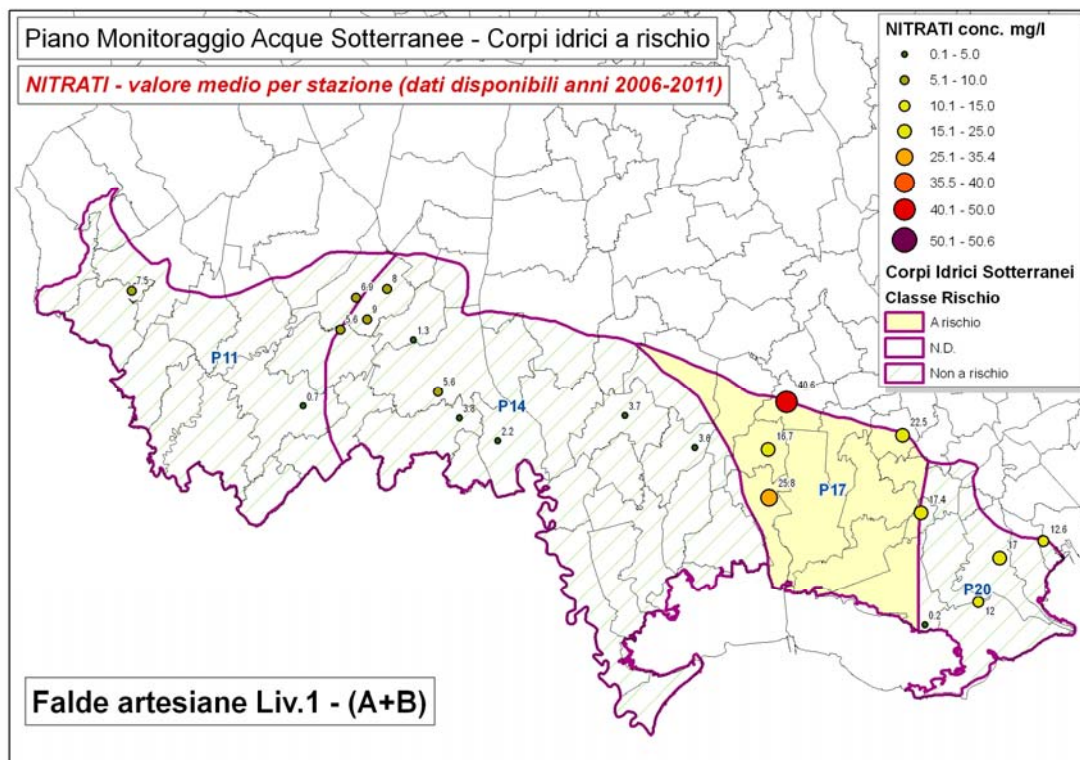 Piano Monitoraggio Acque Sotterranee - Corpi idrici a rischio
NITRATI - valore medio per stazione (dati disponibili anni 2006-2011)
NITRATI conc. mg/l
0.1 - 5.0
5.1 - 10.0
10.1 - 15.0
15.1 - 25.0
25.1 - 35.4
35.5 - 40.0
40.1 - 50.0
50.1 - 50.6
Corpi Idrici Sotterranei
Classe Rischio
A rischio
N.D.
Non a rischio
7.5
6.9
8
9
5.6
1.3
P11
0.7
5.6
3.8
P14
2.2
3.7
3.6
40.6
22.5
16.7
25.8
P17
17.4
12.6
17
P20
12
0.2
Falde artesiane Liv.1 - (A+B)